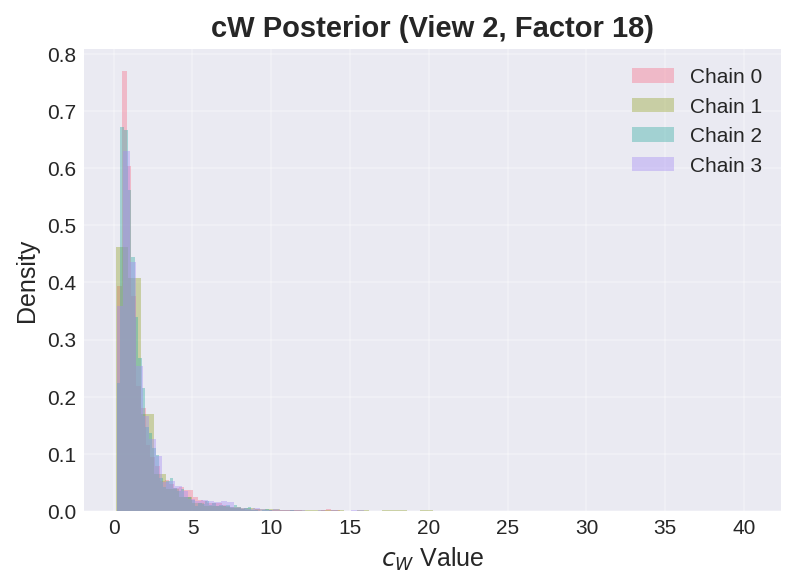 cW Posterior (View 2, Factor 18)
Chain 0
Chain 1
Chain 2
Chain 3
Density
0.8
0.7
0.6
0.5
0.4
0.3
0.2
0.1
0.0
0 5 10 15 20 25 30 35 40
c_W Value